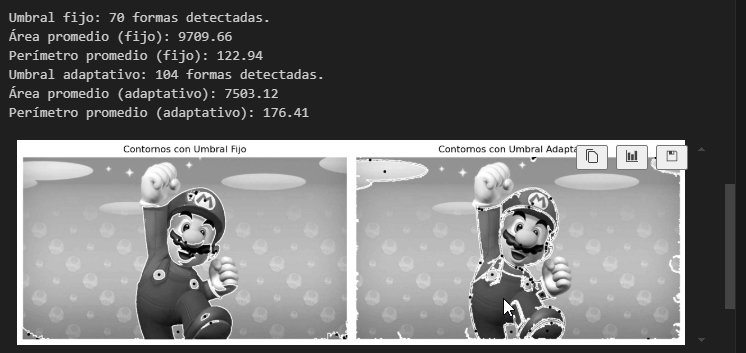 Umbral fijo: 70 formas detectadas.
Área promedio (fijo): 9709.66
Perímetro promedio (fijo): 122.94
Umbral adaptativo: 104 formas detectadas.
Área promedio (adaptativo): 7503.12
Perímetro promedio (adaptativo): 176.41
Contornos con Umbral Fijo
Contornos con Umbral
M
M